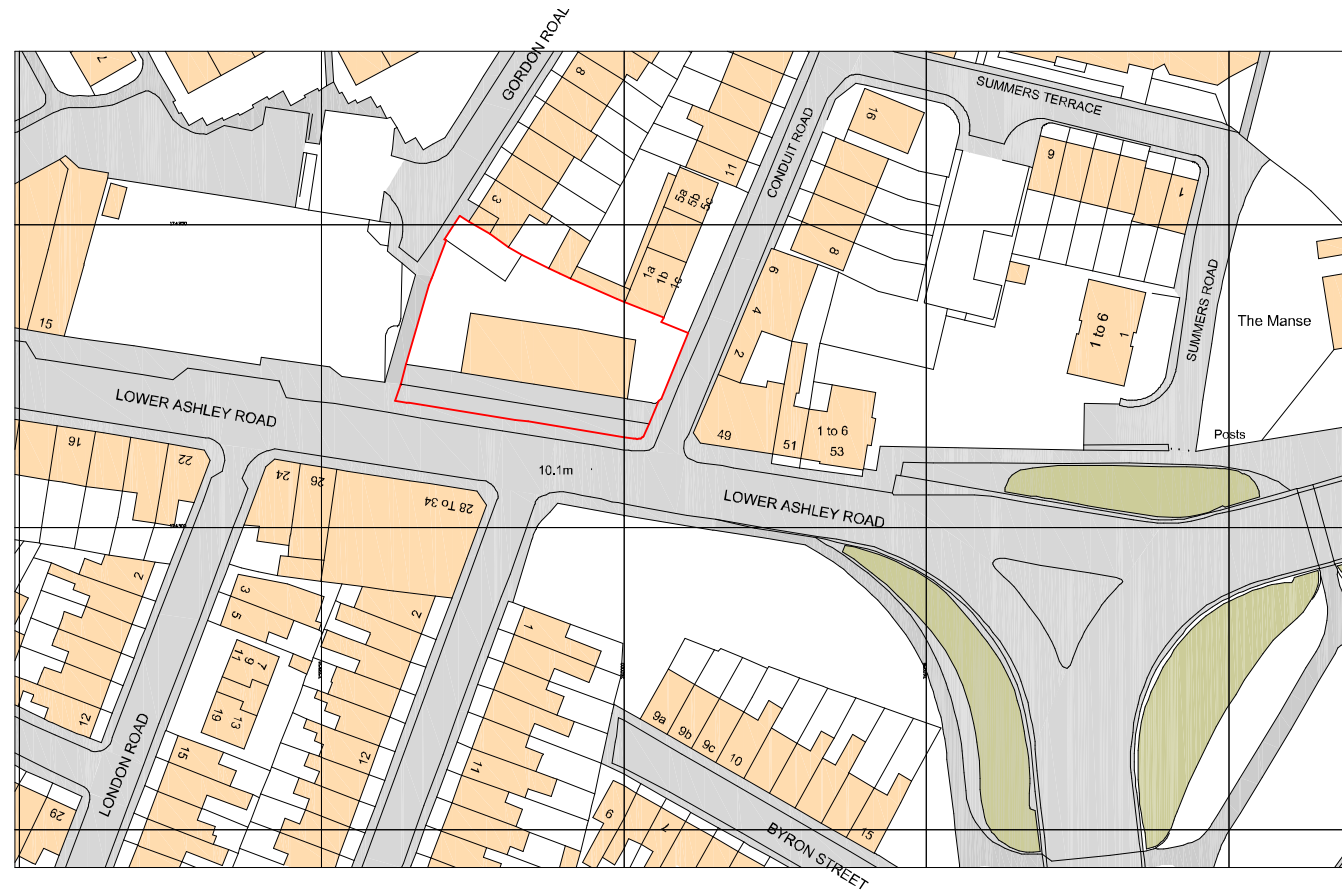 GORDON ROAL
SUMMERS TERRACE
CONDUIT ROAD
SUMMERS ROAD
7
8
3
11
5a
5b
5c
1a
1b
1c
16
8
6
4
2
9
1
1 to 6
1
The Manse
Posts
15
LOWER ASHLEY ROAD
16
22
24
26
28 To 34
10.1m
49
51
1 to 6
53
LOWER ASHLEY ROAD
2
12
29
LONDON ROAD
3
5
11
9
7
19
13
15
2
12
1
11
9a
9b
9c
10
15
6
7
BYRON STREET